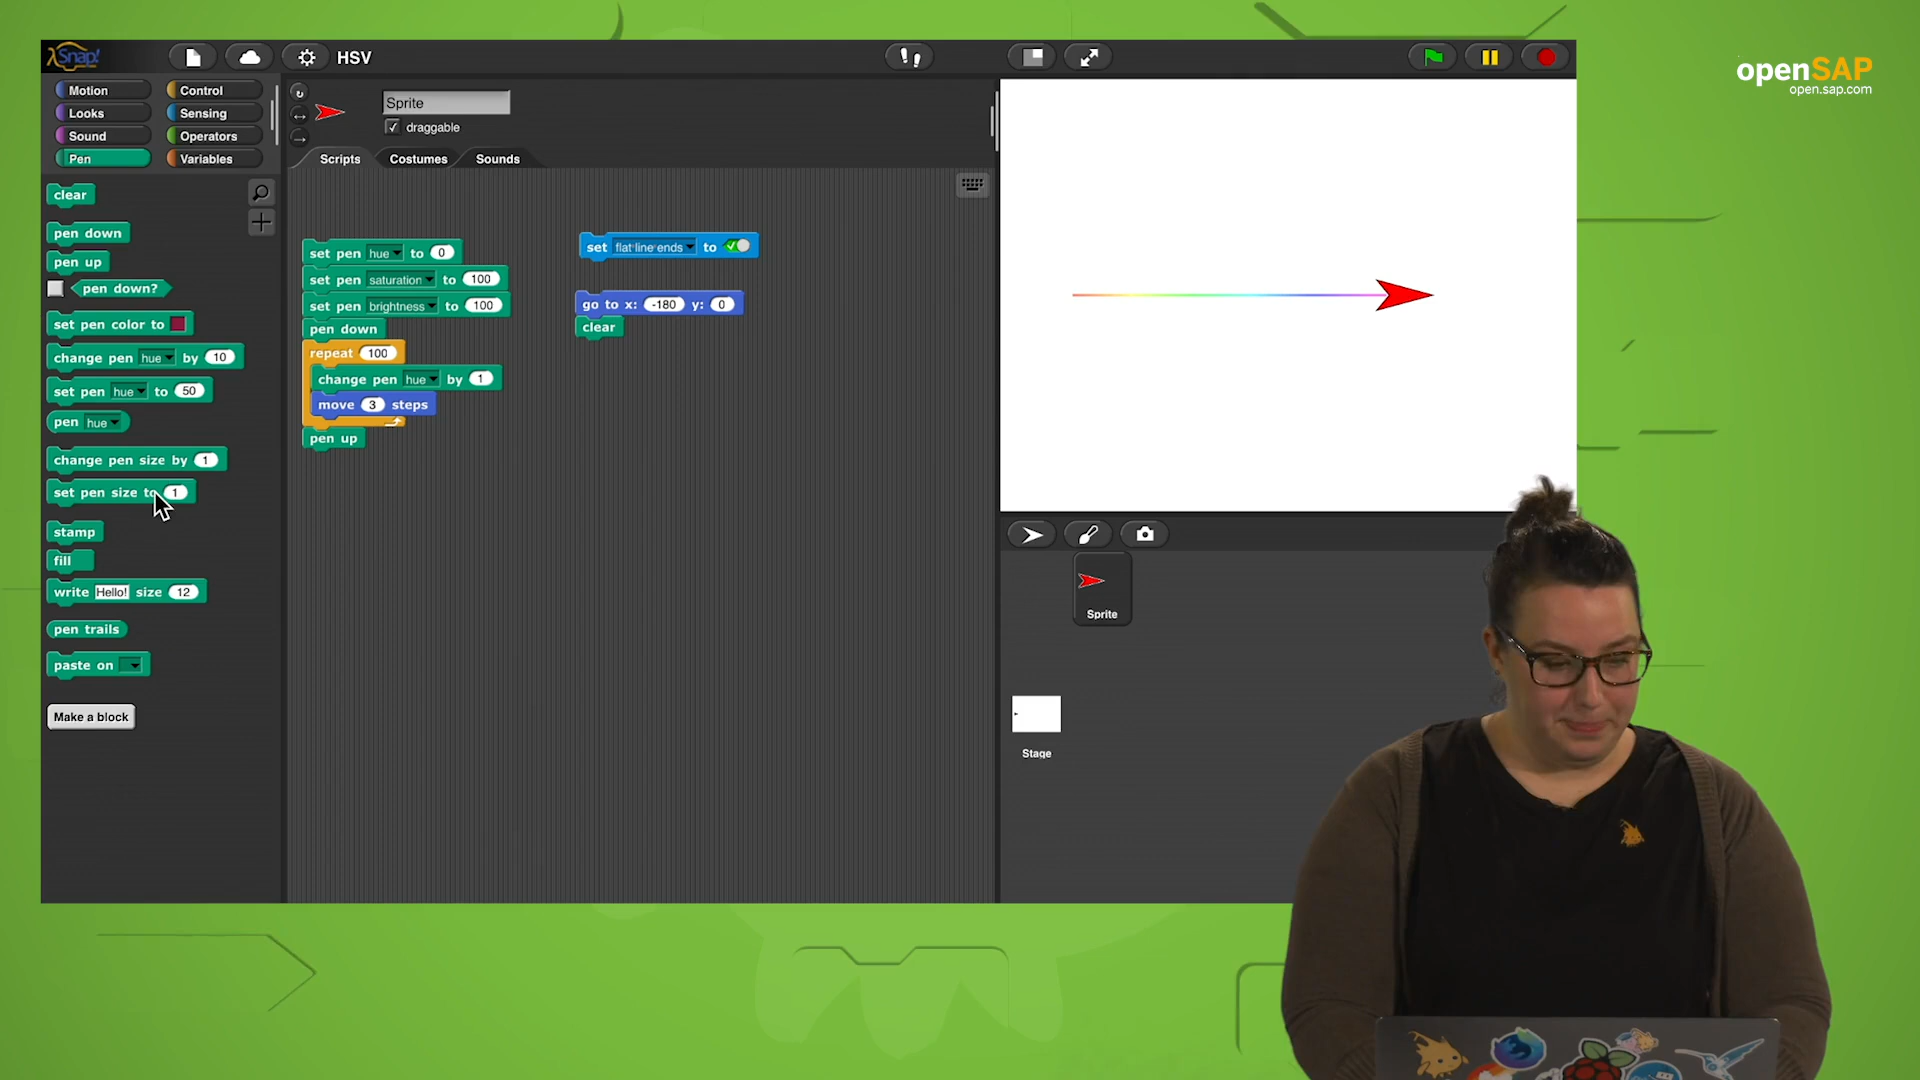 Snap!
HSV
openSAP
open.sap.com
Motion
Looks
Sound
Pen
Control
Sensing
Operators
Variables
clear
pen down
pen up
pen down?
set pen color to
change pen hue by 10
set pen hue to 50
pen hue
change pen size by 1
set pen size to 1
stamp
fill
write Hello! size 12
pen trails
paste on
Make a block
Sprite
draggable
Scripts
Costumes
Sounds
set pen hue to 0
set pen saturation to 100
set pen brightness to 100
pen down
repeat 100
change pen hue by 1
move 3 steps
pen up
set flat line ends to
go to x: -180 y: 0
clear
Sprite
Stage